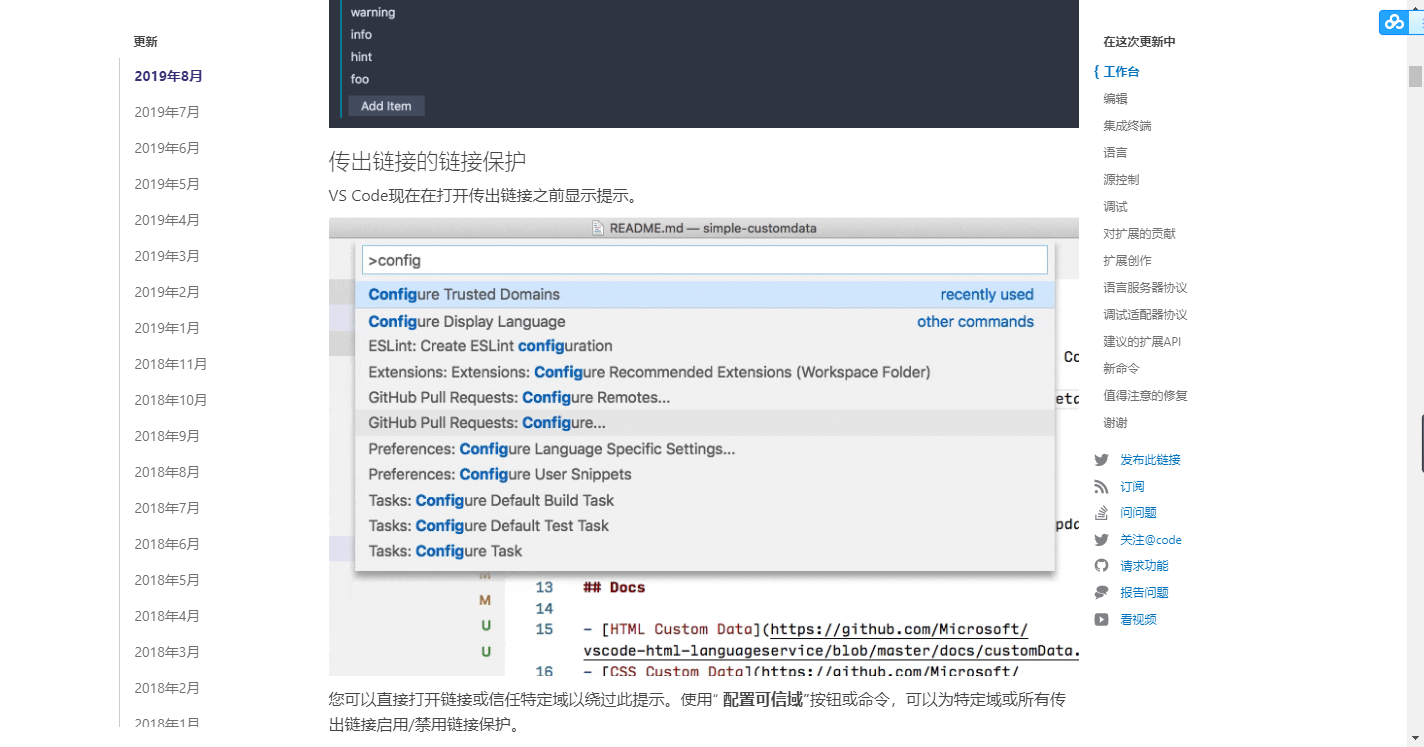 更新
2019年8月
2019年7月
2019年6月
2019年5月
2019年4月
2019年3月
2019年2月
2019年1月
2018年11月
2018年10月
2018年9月
2018年8月
2018年7月
2018年6月
2018年5月
2018年4月
2018年3月
2018年2月
2018年1月
warning
info
hint
foo
Add Item
传出链接的链接保护
VS Code现在在打开传出链接之前显示提示。
README.md — simple-customdata
>config
Configure Trusted Domains recently used
Configure Display Language other commands
ESLint: Create ESLint configuration
Extensions: Extensions: Configure Recommended Extensions (Workspace Folder)
GitHub Pull Requests: Configure Remotes...
GitHub Pull Requests: Configure...
Preferences: Configure Language Specific Settings...
Preferences: Configure User Snippets
Tasks: Configure Default Build Task
Tasks: Configure Default Test Task
Tasks: Configure Task
M
U
U
13 ## Docs
14
15 - [HTML Custom Data](https://github.com/Microsoft/
vscode-html-languageservice/blob/master/docs/customData.
16 - [CSS Custom Data](https://github.com/Microsoft/
您可以直接打开链接或信任特定域以绕过此提示。使用“ 配置可信域”按钮或命令，可以为特定域或所有传
出链接启用/禁用链接保护。
在这次更新中
{ 工作台
编辑
集成终端
语言
源控制
调试
对扩展的贡献
扩展创作
语言服务器协议
调试适配器协议
建议的扩展API
新命令
值得注意的修复
谢谢
发布此链接
订阅
问问题
关注@code
请求功能
报告问题
看视频